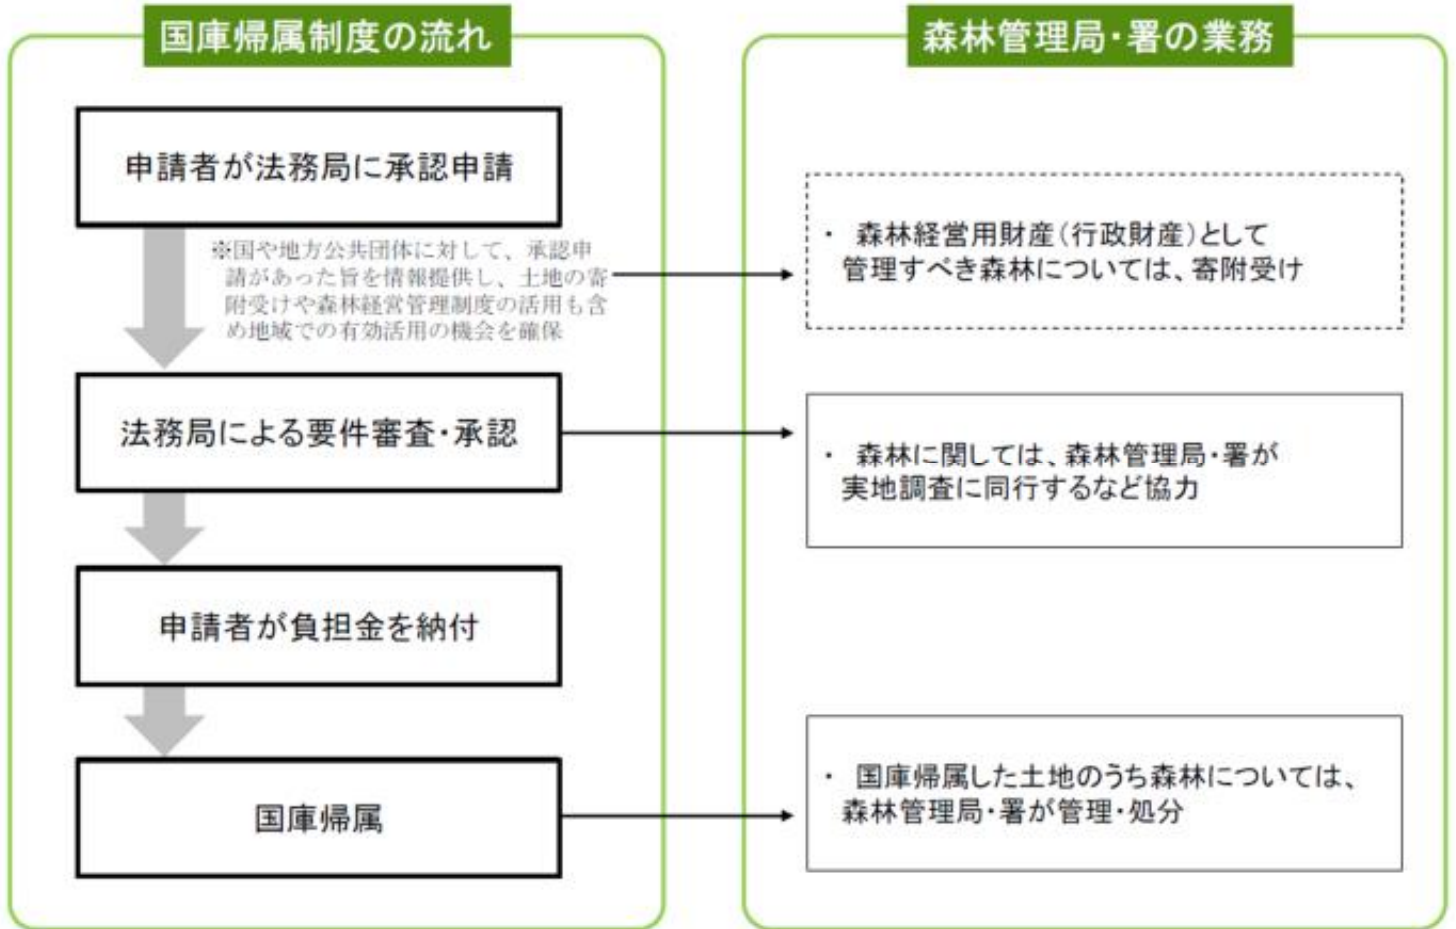 国庫帰属制度の流れ
申請者が法務局に承認申請
※国や地方公共団体に対して、承認申
請があった旨を情報提供し、土地の寄
附受けや森林経営管理制度の活用も含
め地域での有効活用の機会を確保
法務局による要件審査・承認
申請者が負担金を納付
国庫帰属
森林管理局・署の業務
・ 森林経営用財産(行政財産)として
管理すべき森林については、寄附受け
・ 森林に関しては、森林管理局・署が
実地調査に同行するなど協力
・ 国庫帰属した土地のうち森林については、
森林管理局・署が管理・処分